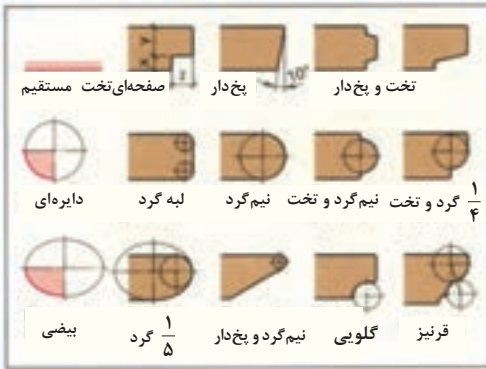 y x z 10°
تخت و پخ‌دار پخ‌دار صفحه‌ای‌تخت مستقیم
۱/۴ گرد و تخت نیم‌گرد و تخت نیم‌گرد لبه گرد دایره‌ای
قرنیز گلویی نیم‌گرد و پخ‌دار ۱/۵ گرد بیضی